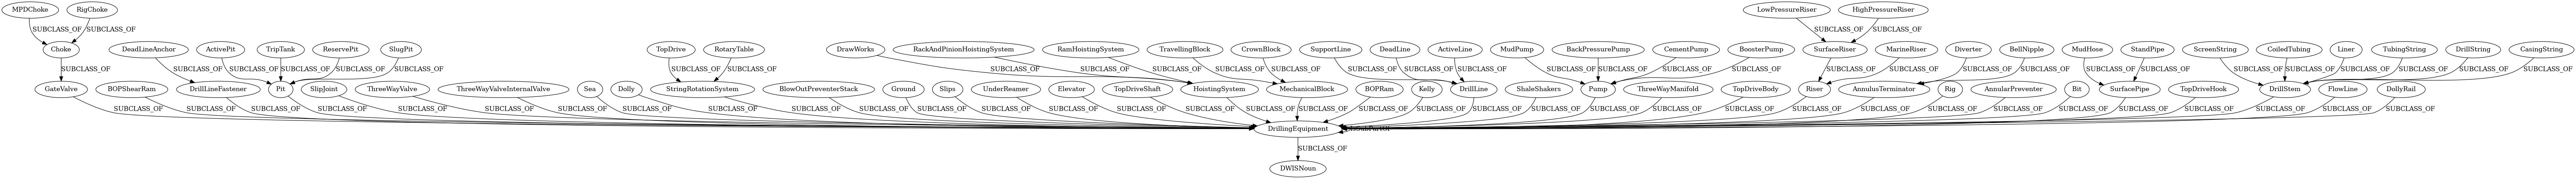 MPDChoke RigChoke LowPressureRiser HighPressureRiser
SUBCLASS_OF SUBCLASS_OF SUBCLASS_OF SUBCLASS_OF
Choke DeadLineAnchor ActivePit TripTank ReservePit SlugPit TopDrive RotaryTable DrawWorks RackAndPinionHoistingSystem RamHoistingSystem TravellingBlock CrownBlock SupportLine DeadLine ActiveLine MudPump BackPressurePump CementPump BoosterPump SurfaceRiser MarineRiser Diverter BellNipple MudHose StandPipe ScreenString CoiledTubing Liner TubingString DrillString CasingString
SUBCLASS_OF SUBCLASS_OF SUBCLASS_OF SUBCLASS_OF SUBCLASS_OF SUBCLASS_OF SUBCLASS_OF SUBCLASS_OF SUBCLASS_OF SUBCLASS_OF SUBCLASS_OF SUBCLASS_OF SUBCLASS_OF SUBCLASS_OF SUBCLASS_OF SUBCLASS_OF SUBCLASS_OF SUBCLASS_OF SUBCLASS_OF SUBCLASS_OF SUBCLASS_OF SUBCLASS_OF SUBCLASS_OF SUBCLASS_OF SUBCLASS_OF SUBCLASS_OF SUBCLASS_OF SUBCLASS_OF SUBCLASS_OF SUBCLASS_OF SUBCLASS_OF SUBCLASS_OF
GateValve BOPShearRam DrillLineFastener Pit SlipJoint ThreeWayValve ThreeWayValveInternalValve Sea Dolly StringRotationSystem BlowOutPreventerStack Ground Slips UnderReamer Elevator TopDriveShaft HoistingSystem MechanicalBlock BOPRam Kelly DrillLine ShaleShakers Pump ThreeWayManifold TopDriveBody Riser AnnulusTerminator Rig AnnularPreventer Bit SurfacePipe TopDriveHook DrillStem FlowLine DollyRail
SUBCLASS_OF SUBCLASS_OF SUBCLASS_OF SUBCLASS_OF SUBCLASS_OF SUBCLASS_OF SUBCLASS_OF SUBCLASS_OF SUBCLASS_OF SUBCLASS_OF SUBCLASS_OF SUBCLASS_OF SUBCLASS_OF SUBCLASS_OF SUBCLASS_OF SUBCLASS_OF SUBCLASS_OF SUBCLASS_OF SUBCLASS_OF SUBCLASS_OF SUBCLASS_OF SUBCLASS_OF SUBCLASS_OF SUBCLASS_OF SUBCLASS_OF SUBCLASS_OF SUBCLASS_OF SUBCLASS_OF SUBCLASS_OF SUBCLASS_OF SUBCLASS_OF SUBCLASS_OF SUBCLASS_OF SUBCLASS_OF SUBCLASS_OF
DrillingEquipment
SUBCLASS_OF
DWISNoun